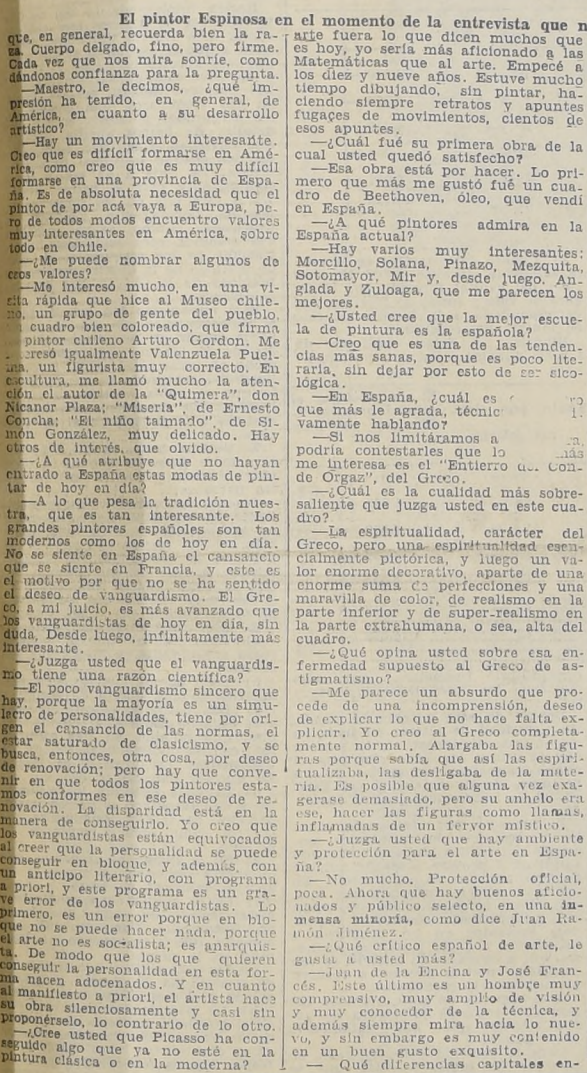 El pintor Espinosa en el momento de la entrevista que
que, en general, recuerda bien la ra-
za. Cuerpo delgado, fino, pero firme.
Cada vez que nos mira sonríe, como
dándonos confianza para la pregunta.
—Maestro, le decimos, ¿qué im-
presión ha tenido, en general, de
América, en cuanto a su desarrollo
artístico?
—Hay un movimiento interesante.
Creo que es difícil formarse en Amé-
rica, como creo que es muy difícil
formarse en una provincia de Espa-
ña. Es de absoluta necesidad que el
pintor de por acá vaya a Europa, pe-
ro de todos modos encuentro valores
muy interesantes en América, sobre
todo en Chile.
—¿Me puede nombrar algunos de
esos valores?
—Me interesó mucho, en una vi-
sita rápida que hice al Museo chile-
no, un grupo de gente del pueblo.
cuadro bien coloreado, que firma
pintor chileno Arturo Gordon. Me
eresó igualmente Valenzuela Puel-
ma, un figurista muy correcto. En
escultura, me llamó mucho la aten-
ción el autor de la "Quimera", don
Nicanor Plaza; "Miseria", de Ernesto
Concha; "El niño taimado", de Si-
món González, muy delicado. Hay
otros de interés, que olvido.
—¿A qué atribuye que no hayan
entrado a España estas modas de pin-
tar de hoy en día?
—A lo que pesa la tradición nues-
tra, que es tan interesante. Los
grandes pintores españoles son tan
modernos como los de hoy en día.
No se siente en España el cansancio
que se siente en Francia, y este es
el motivo por que no se ha sentido
el deseo de vanguardismo. El Gre-
co, a mi juicio, es más avanzado que
los vanguardistas de hoy en día, sin
duda, Desde luego, infinitamente más
interesante.
—¿Juzga usted que el vanguardis-
mo tiene una razón científica?
—El poco vanguardismo sincero que
hay, porque la mayoría es un simu-
lacro de personalidades, tiene por ori-
gen el cansancio de las normas, el
estar saturado de clasicismo, y se
busca, entonces, otra cosa, por deseo
de renovación; pero hay que conve-
nir en que todos los pintores esta-
mos conformes en ese deseo de re-
novación. La disparidad está en la
manera de conseguirlo. Yo creo que
los vanguardistas están equivocados
al creer que la personalidad se puede
conseguir en bloque, y además, con
un anticipo literario, con programa
a priori, y este programa es un gra-
ve error de los vanguardistas. Lo
primero, es un error porque en blo-
que no se puede hacer nada, porque
el arte no es socialista; es anarquis-
ta. De modo que los que quieren
conseguir la personalidad en esta for-
ma nacen adocenados. Y en cuanto
al manifiesto a priori, el artista hace
su obra silenciosamente y casi sin
proponérselo, lo contrario de lo otro.
—¿Cree usted que Picasso ha con-
seguido algo que ya no esté en la
pintura clásica o en la moderna?
arte fuera lo que dicen muchos que
es hoy, yo sería más aficionado a las
Matemáticas que al arte. Empecé a
los diez y nueve años. Estuve mucho
tiempo dibujando, sin pintar, ha-
ciendo siempre retratos y apuntes
fugaces de movimientos, cientos de
esos apuntes.
—¿Cuál fué su primera obra de la
cual usted quedó satisfecho?
—Esa obra está por hacer. Lo pri-
mero que más me gustó fué un cua-
dro de Beethoven, óleo, que vendí
en España.
—¿A qué pintores admira en la
España actual?
—Hay varios muy interesantes:
Morcillo, Solana, Pinazo, Mezquita,
Sotomayor, Mir y, desde luego, An-
glada y Zuloaga, que me parecen los
mejores.
—¿Usted cree que la mejor escue-
la de pintura es la española?
—Creo que es una de las tenden-
cias más sanas, porque es poco lite-
raria, sin dejar por esto de ser sico-
lógica.
—En España, ¿cuál es
que más le agrada,
vamente hablando?
—Si nos limitáramos a
podría contestarles que lo más
me interesa es el "Entierro del Con-
de Orgaz", del Greco.
—¿Cuál es la cualidad más sobre-
saliente que juzga usted en este cua-
dro?
—La espiritualidad, carácter del
Greco, pero una espiritualidad esen-
cialmente pictórica, y luego un va-
lor enorme decorativo, aparte de una
enorme suma de perfecciones y una
maravilla de color, de realismo en la
parte inferior y de super-realismo en
la parte extrahumana, o sea, alta del
cuadro.
—¿Qué opina usted sobre esa en-
fermedad supuesto al Greco de as-
tigmatismo?
—Me parece un absurdo que pro-
cede de una incomprensión, deseo
de explicar lo que no hace falta ex-
plicar. Yo creo al Greco completa-
mente normal. Alargaba las figu-
ras porque sabía que así las espiri-
tualizaba, las desligaba de la mate-
ria. Es posible que alguna vez exa-
gerase demasiado, pero su anhelo era
ese, hacer las figuras como llamas,
inflamadas de un fervor místico.
—¿Juzga usted que hay ambiente
y protección para el arte en Espa-
ña?
—No mucho. Protección oficial,
poca. Ahora que hay buenos aficio-
nados y público selecto, en una in-
mensa minoría, como dice Juan Ra-
món Jiménez.
—¿Qué crítico español de arte, le
gusta a usted más?
—Juan de la Encina y José Fran-
cés. Este último es un hombre muy
comprensivo, muy amplio de visión
y muy conocedor de la técnica, y
además siempre mira hacia lo nue-
vo, y sin embargo es muy contenido
en un buen gusto exquisito.
— Qué diferencias capitales en-